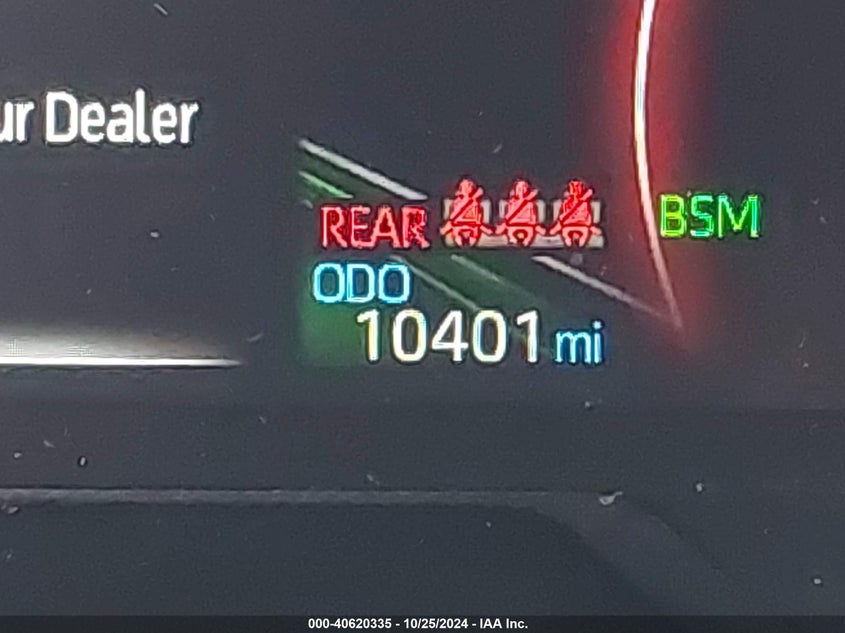 ur Dealer
REAR
BSM
ODO
10401 mi
000-40620335 - 10/25/2024 - IAA Inc.